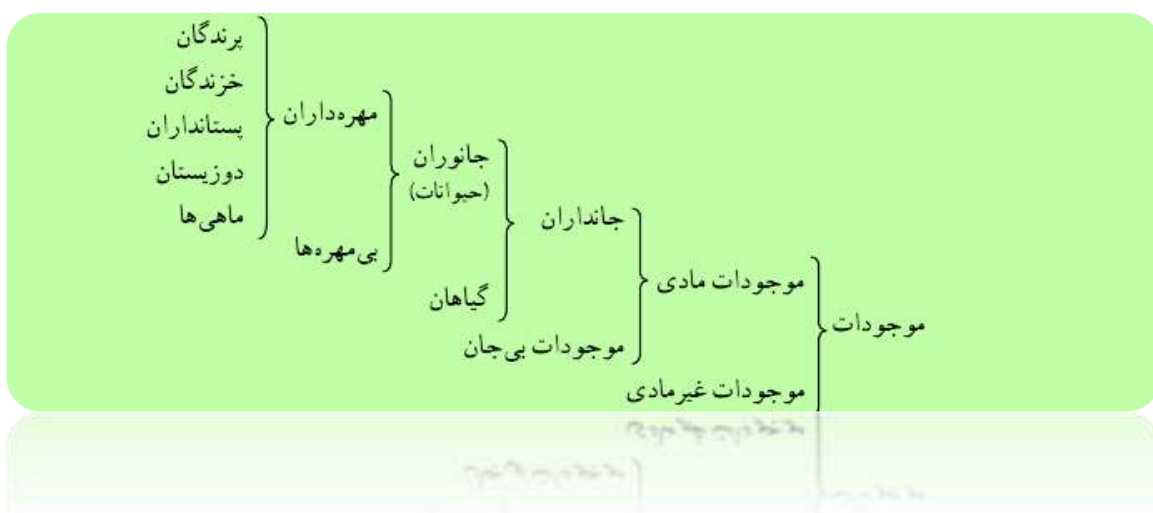 موجودات
موجودات مادی
موجودات غیرمادی
جانداران
موجودات بی‌جان
جانوران
(حیوانات)
گیاهان
مهره‌داران
بی‌مهره‌ها
پرندگان
خزندگان
پستانداران
دوزیستان
ماهی‌ها